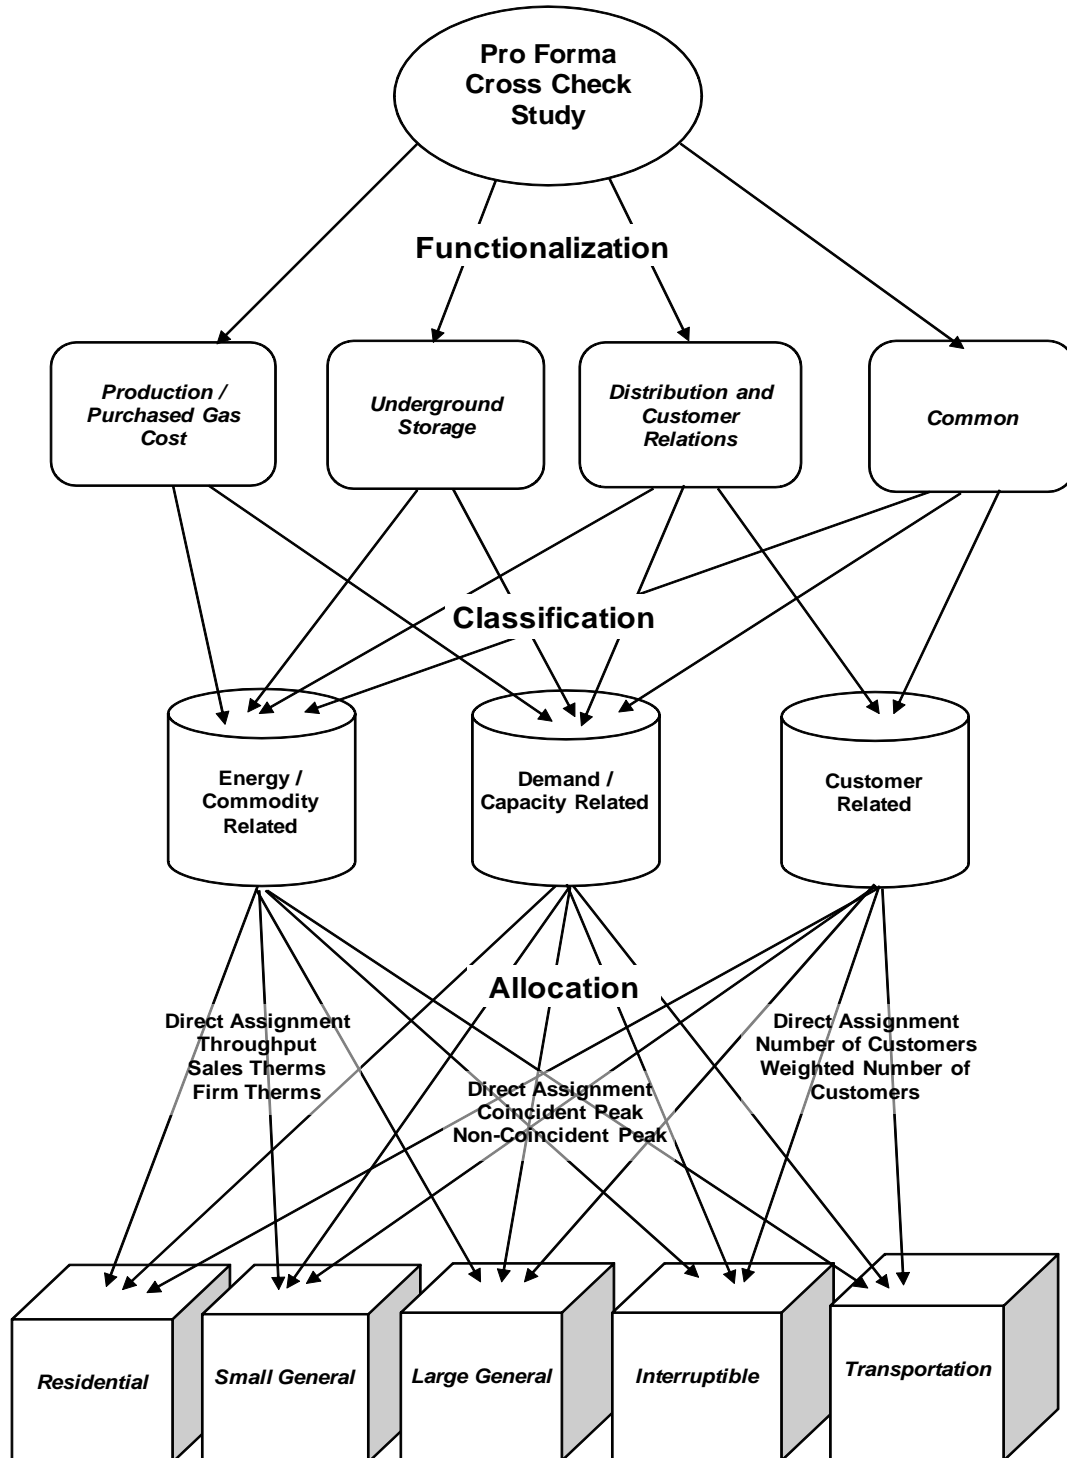 Pro Forma
Cross Check
Study
Functionalization
Production /
Purchased Gas
Cost
Underground
Storage
Distribution and
Customer
Relations
Common
Classification
Energy /
Commodity
Related
Demand /
Capacity Related
Customer
Related
Allocation
Direct Assignment
Throughput
Sales Therms
Firm Therms
Direct Assignment
Coincident Peak
Non-Coincident Peak
Direct Assignment
Number of Customers
Weighted Number of
Customers
Residential
Small General
Large General
Interruptible
Transportation